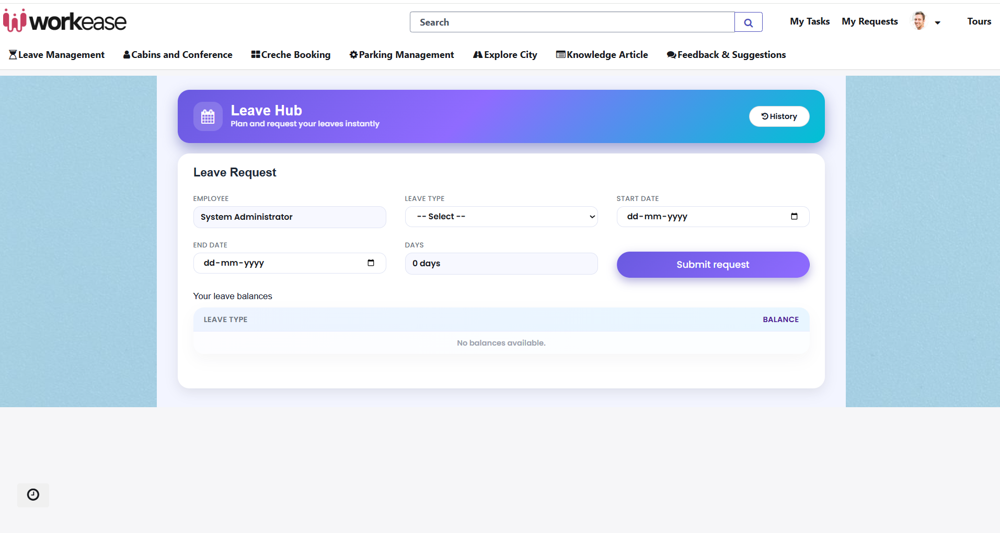 workease
Search
My Tasks
My Requests
Tours
Leave Management
Cabins and Conference
Creche Booking
Parking Management
Explore City
Knowledge Article
Feedback & Suggestions
Leave Hub
Plan and request your leaves instantly
History
Leave Request
EMPLOYEE
LEAVE TYPE
START DATE
System Administrator
-- Select --
dd-mm-yyyy
END DATE
DAYS
dd-mm-yyyy
0 days
Submit request
Your leave balances
LEAVE TYPE
BALANCE
No balances available.